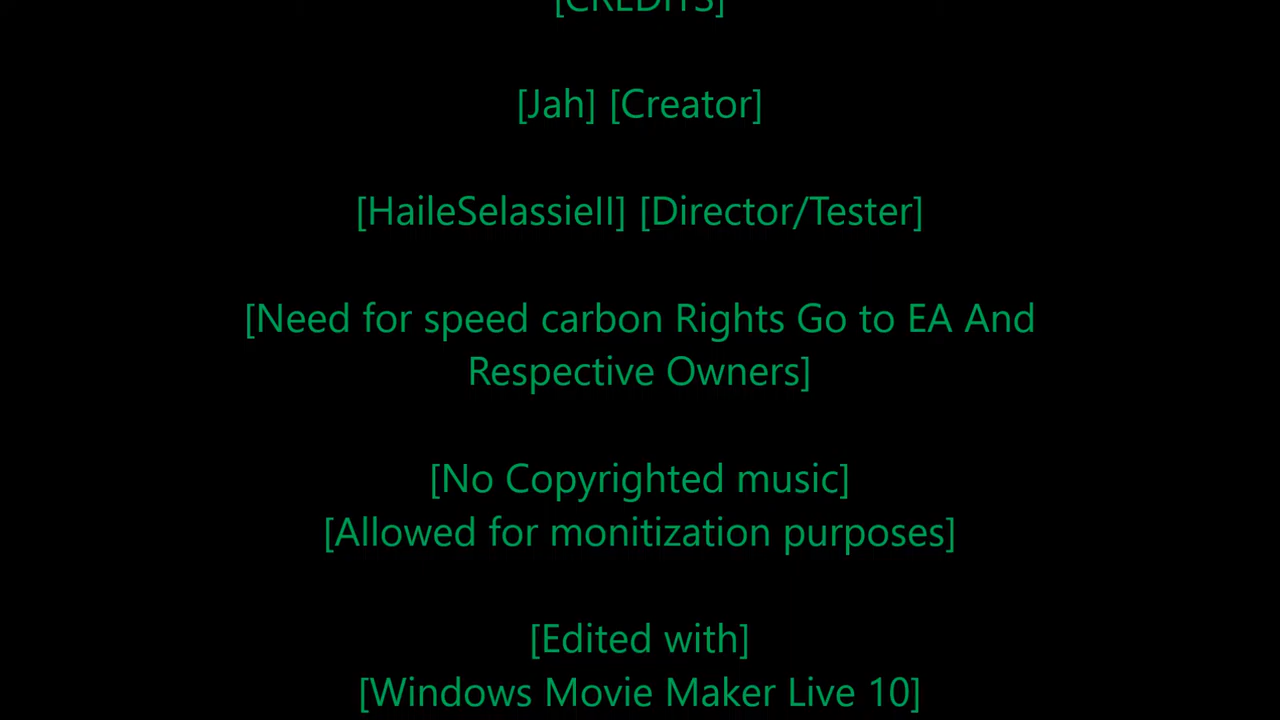 [CREDITS]
[Jah] [Creator]
[HaileSelassieII] [Director/Tester]
[Need for speed carbon Rights Go to EA And
Respective Owners]
[No Copyrighted music]
[Allowed for monitization purposes]
[Edited with]
[Windows Movie Maker Live 10]